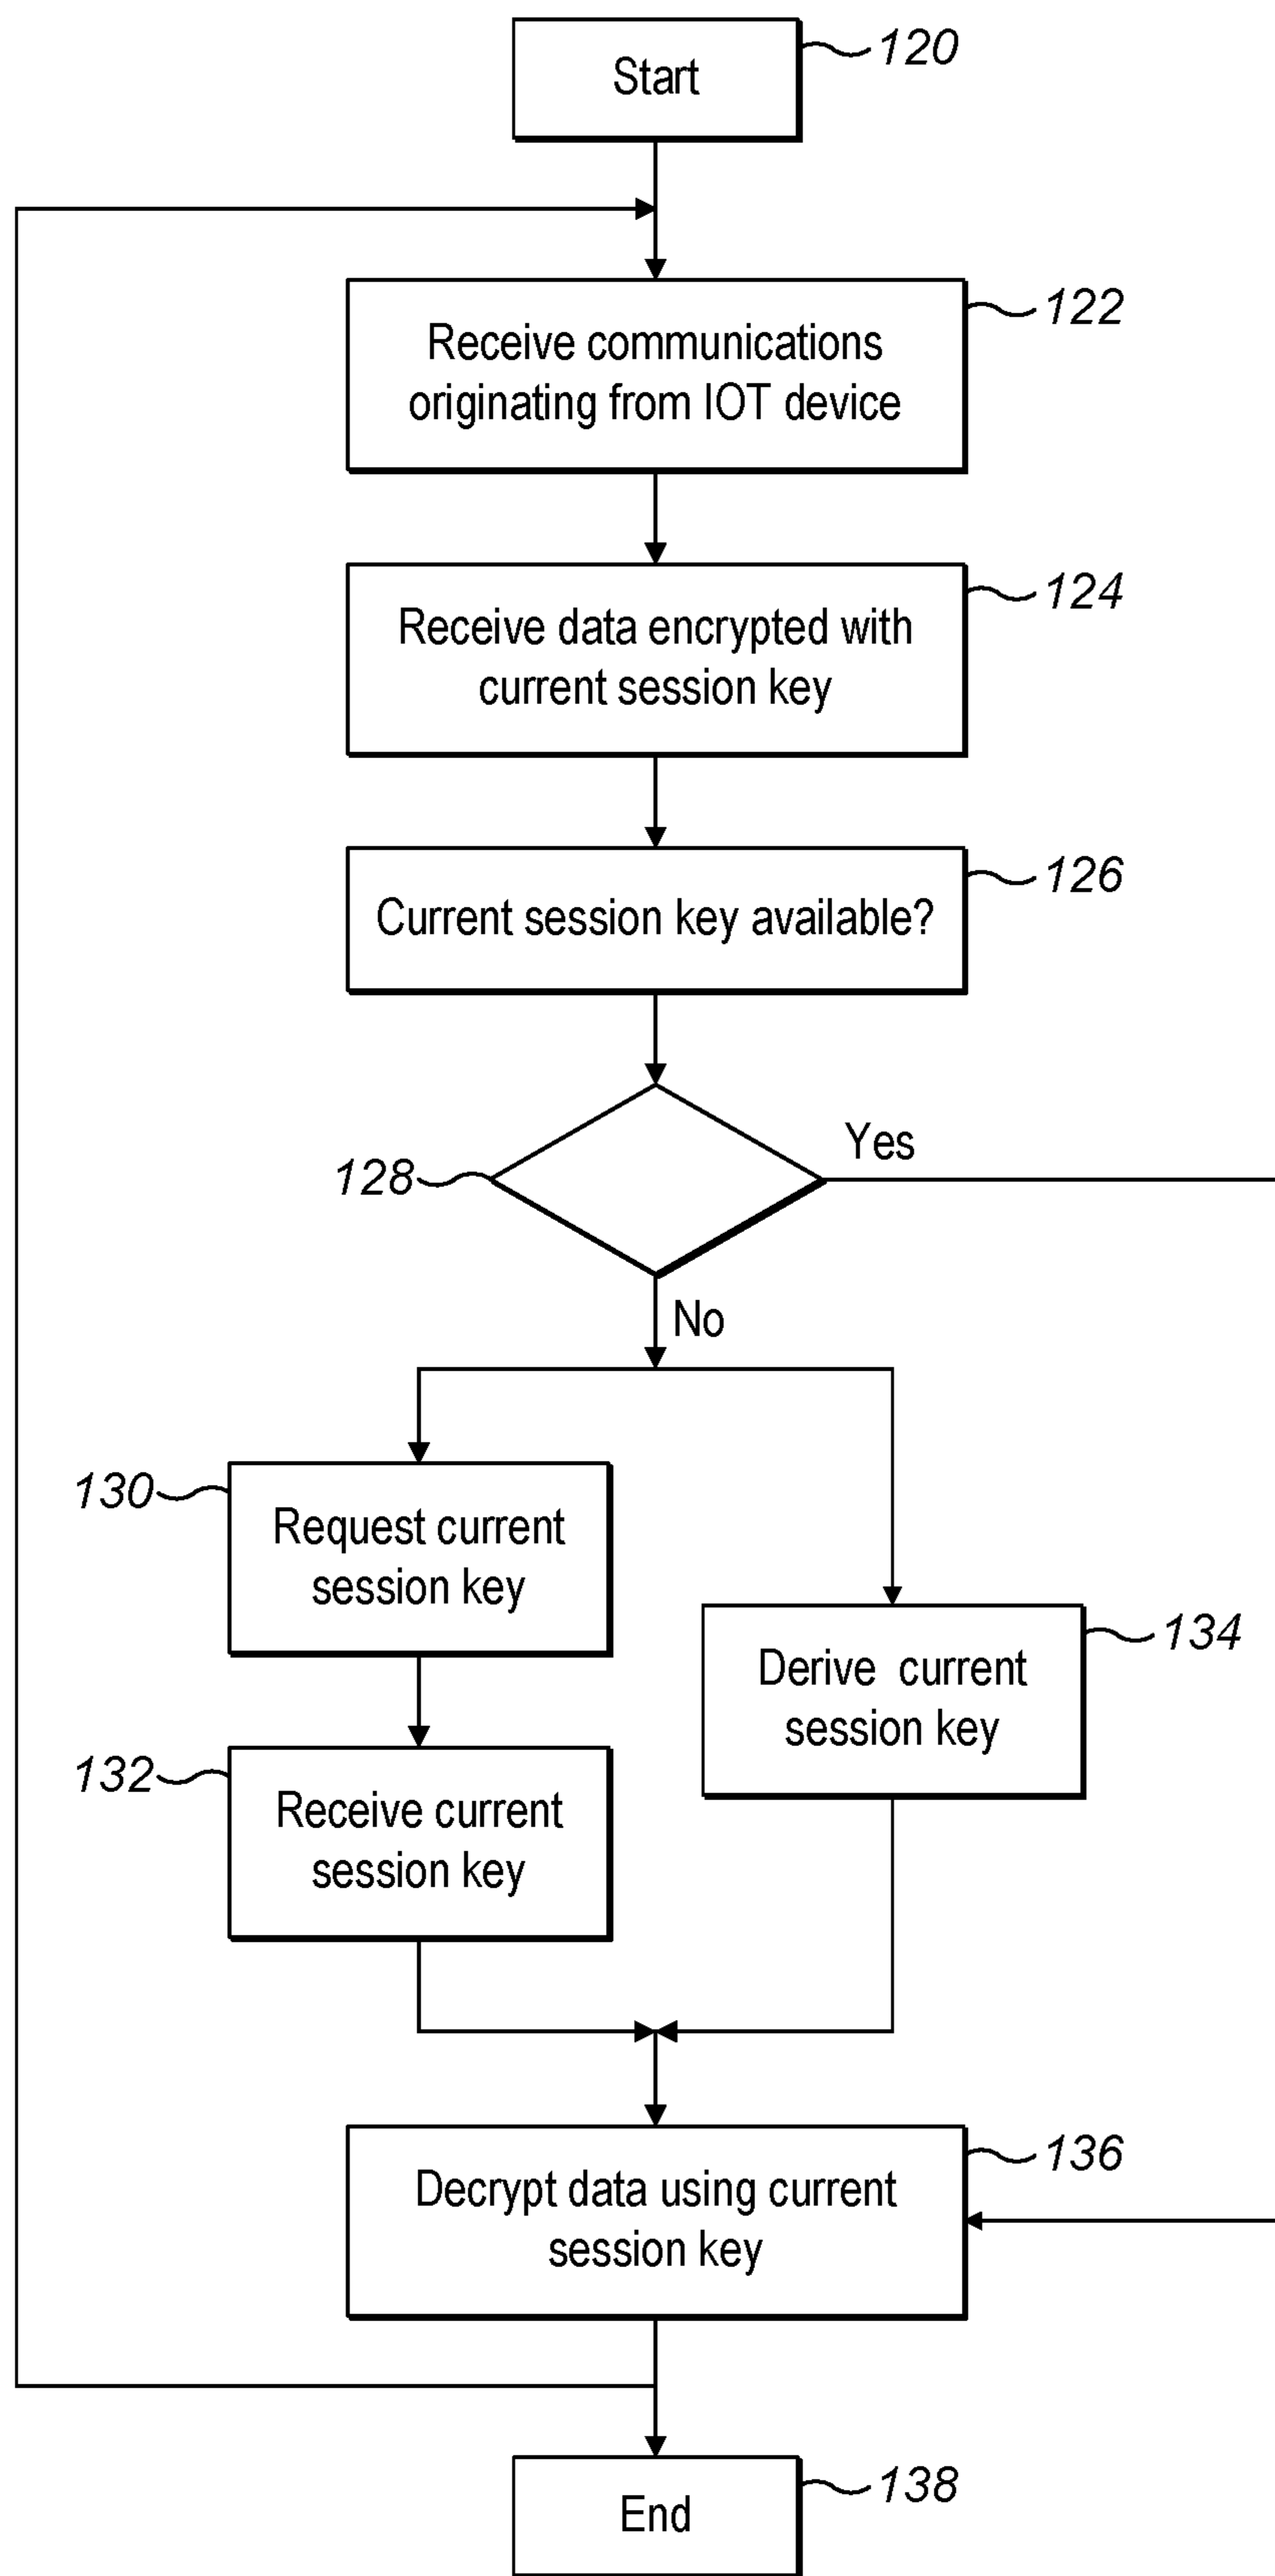 Start
120
Receive communications
originating from IOT device
122
Receive data encrypted with
current session key
124
Current session key available?
126
128
Yes
No
130
Request current
session key
Derive current
session key
134
132
Receive current
session key
Decrypt data using current
session key
136
End
138